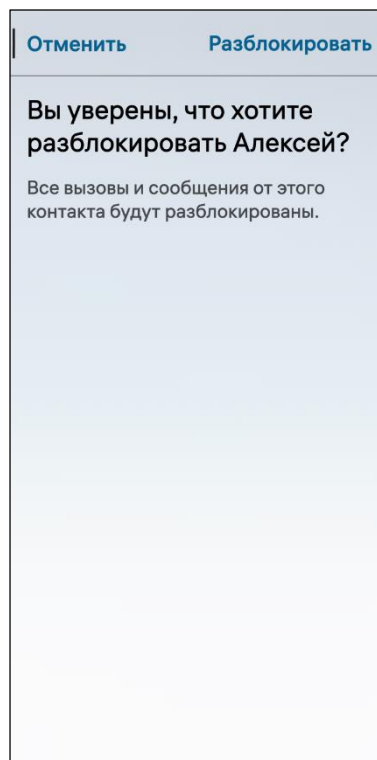 Отменить Разблокировать
Вы уверены, что хотите
разблокировать Алексей?
Все вызовы и сообщения от этого
контакта будут разблокированы.